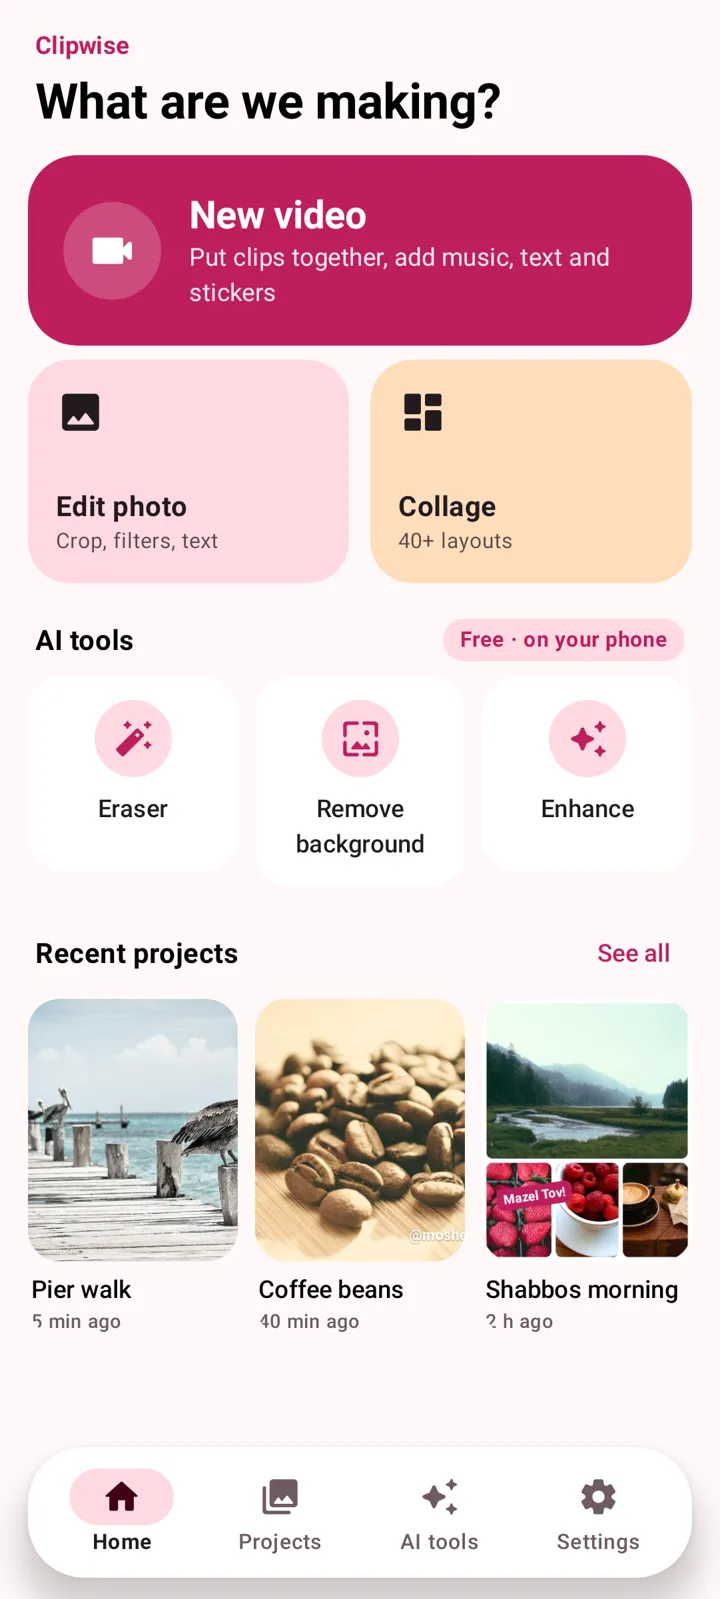 Clipwise
What are we making?
New video
Put clips together, add music, text and
stickers
Edit photo
Crop, filters, text
Collage
40+ layouts
AI tools
Free · on your phone
Eraser
Remove
background
Enhance
Recent projects
See all
@moshe
Mazel Tov!
Pier walk
5 min ago
Coffee beans
40 min ago
Shabbos morning
2 h ago
Home
Projects
AI tools
Settings